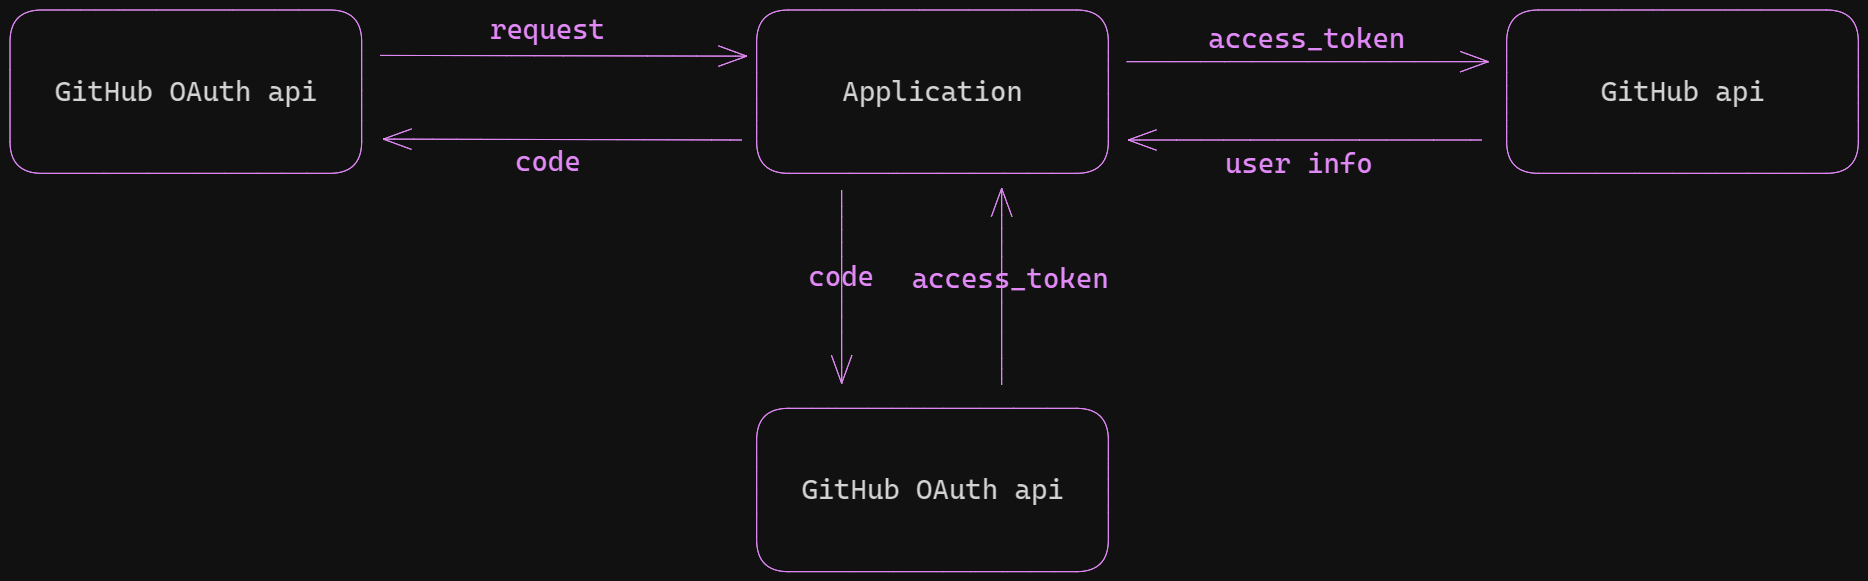 request
access_token
GitHub OAuth api
Application
GitHub api
code
user info
code
access_token
GitHub OAuth api